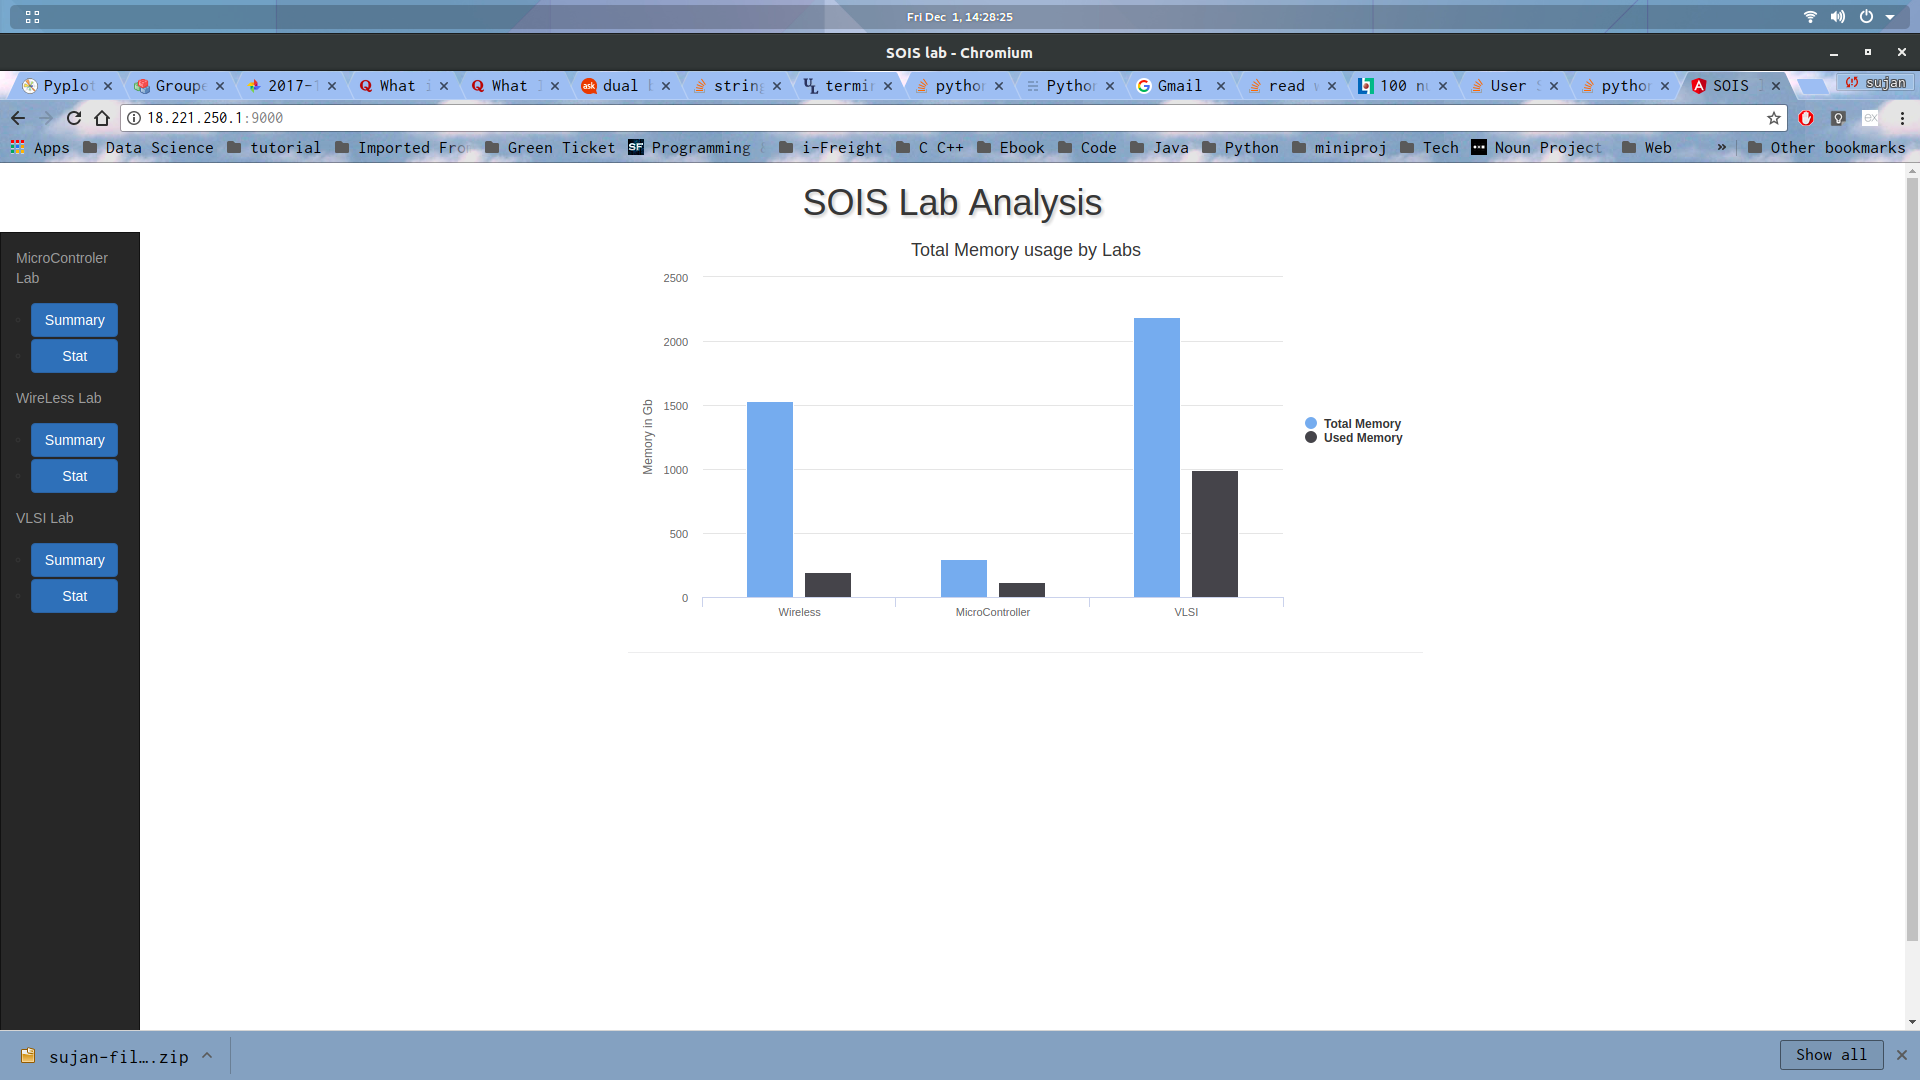 Fri Dec 1, 14:28:25
SOIS lab - Chromium
Pyplot Groupe 2017-1 What What dual string termin python Python Gmail read 100 User python SOIS sujan
18.221.250.1:9000
Apps Data Science tutorial Imported Fro Green Ticket Programming i-Freight C C++ Ebook Code Java Python miniproj Tech Noun Project Web » Other bookmarks
SOIS Lab Analysis
MicroControler
Lab
Summary
Stat
WireLess Lab
Summary
Stat
VLSI Lab
Summary
Stat
Total Memory usage by Labs
Memory in Gb
2500
2000
1500
1000
500
0
Wireless MicroController VLSI
Total Memory
Used Memory
sujan-fil….zip
Show all